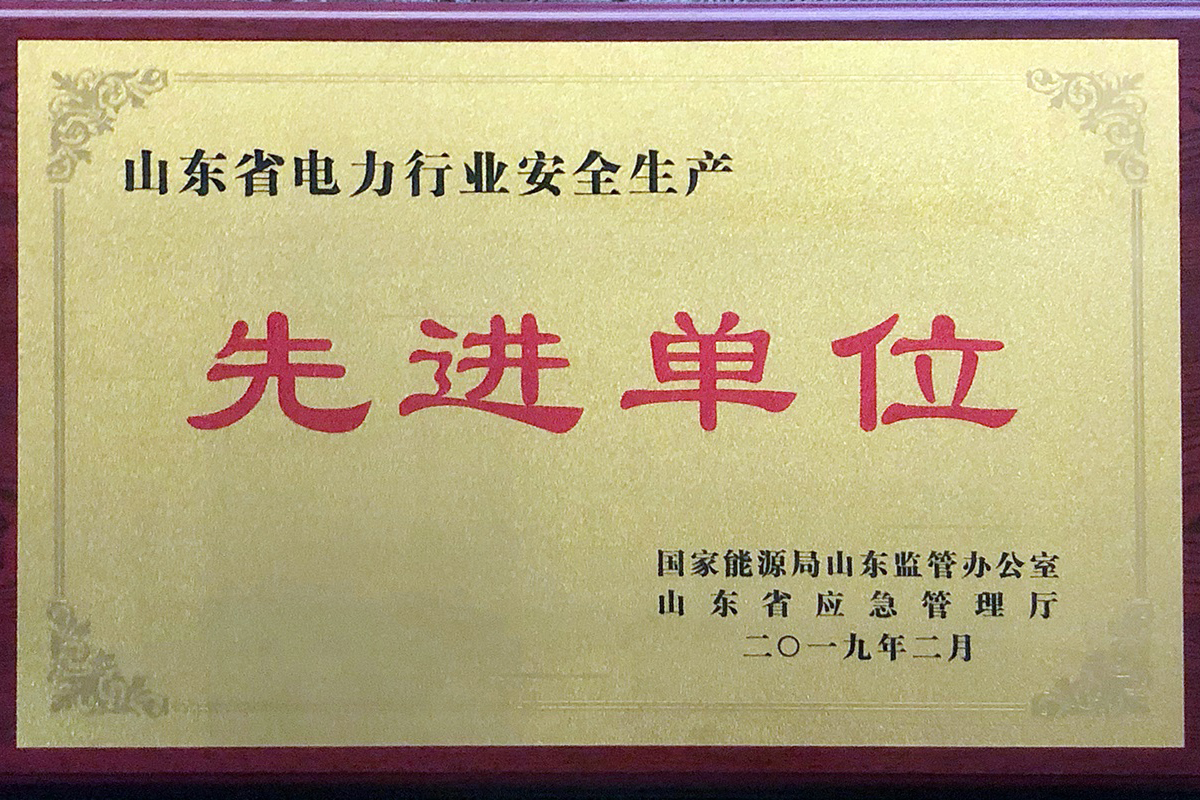 山东省电力行业安全生产
先进单位
国家能源局山东监管办公室
山东省应急管理厅
二〇一九年二月